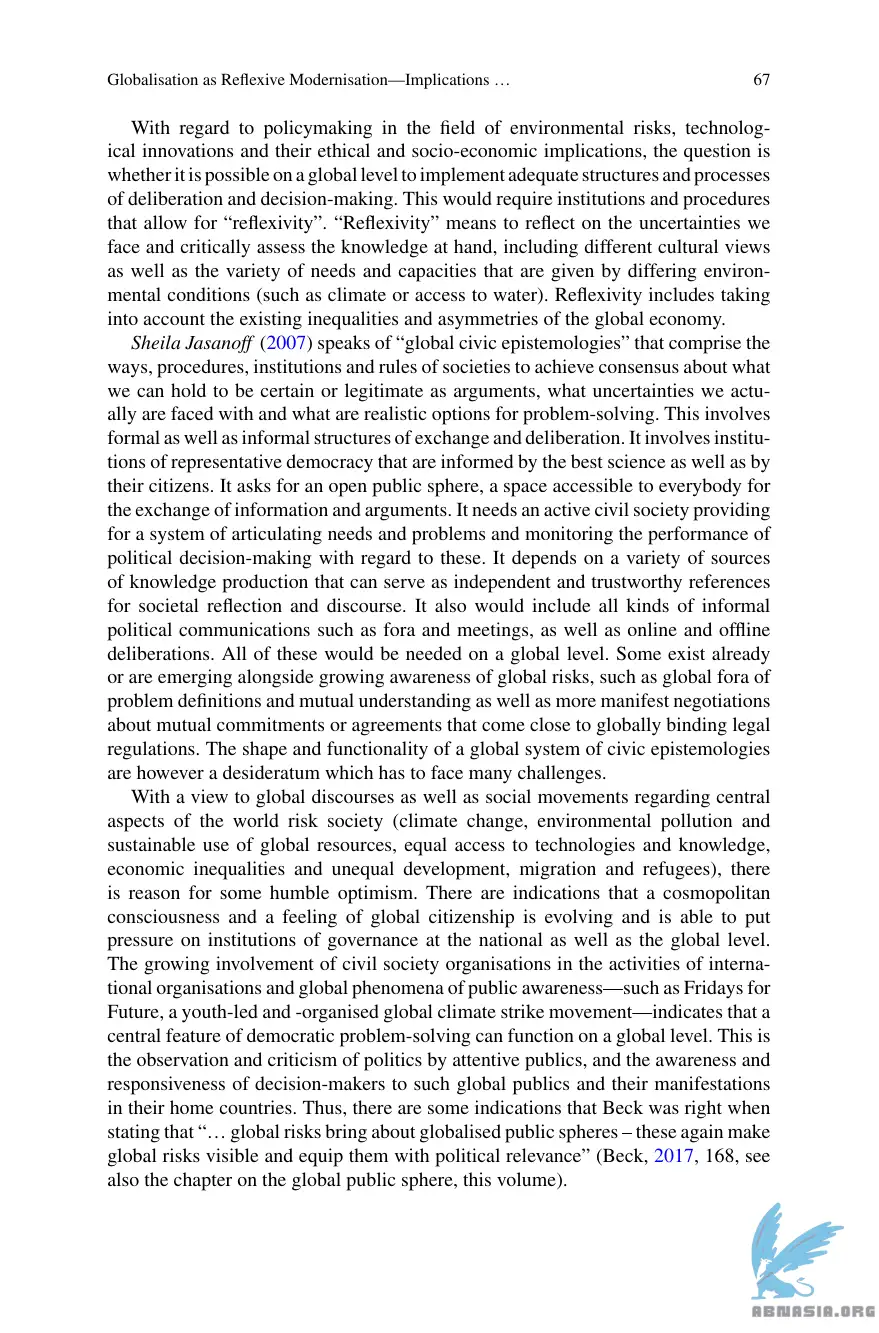 Globalisation as Reflexive Modernisation—Implications … 67
With regard to policymaking in the field of environmental risks, technolog-
ical innovations and their ethical and socio-economic implications, the question is
whether it is possible on a global level to implement adequate structures and processes
of deliberation and decision-making. This would require institutions and procedures
that allow for “reflexivity”. “Reflexivity” means to reflect on the uncertainties we
face and critically assess the knowledge at hand, including different cultural views
as well as the variety of needs and capacities that are given by differing environ-
mental conditions (such as climate or access to water). Reflexivity includes taking
into account the existing inequalities and asymmetries of the global economy.
Sheila Jasanoff (2007) speaks of “global civic epistemologies” that comprise the
ways, procedures, institutions and rules of societies to achieve consensus about what
we can hold to be certain or legitimate as arguments, what uncertainties we actu-
ally are faced with and what are realistic options for problem-solving. This involves
formal as well as informal structures of exchange and deliberation. It involves institu-
tions of representative democracy that are informed by the best science as well as by
their citizens. It asks for an open public sphere, a space accessible to everybody for
the exchange of information and arguments. It needs an active civil society providing
for a system of articulating needs and problems and monitoring the performance of
political decision-making with regard to these. It depends on a variety of sources
of knowledge production that can serve as independent and trustworthy references
for societal reflection and discourse. It also would include all kinds of informal
political communications such as fora and meetings, as well as online and offline
deliberations. All of these would be needed on a global level. Some exist already
or are emerging alongside growing awareness of global risks, such as global fora of
problem definitions and mutual understanding as well as more manifest negotiations
about mutual commitments or agreements that come close to globally binding legal
regulations. The shape and functionality of a global system of civic epistemologies
are however a desideratum which has to face many challenges.
With a view to global discourses as well as social movements regarding central
aspects of the world risk society (climate change, environmental pollution and
sustainable use of global resources, equal access to technologies and knowledge,
economic inequalities and unequal development, migration and refugees), there
is reason for some humble optimism. There are indications that a cosmopolitan
consciousness and a feeling of global citizenship is evolving and is able to put
pressure on institutions of governance at the national as well as the global level.
The growing involvement of civil society organisations in the activities of interna-
tional organisations and global phenomena of public awareness—such as Fridays for
Future, a youth-led and -organised global climate strike movement—indicates that a
central feature of democratic problem-solving can function on a global level. This is
the observation and criticism of politics by attentive publics, and the awareness and
responsiveness of decision-makers to such global publics and their manifestations
in their home countries. Thus, there are some indications that Beck was right when
stating that “… global risks bring about globalised public spheres – these again make
global risks visible and equip them with political relevance” (Beck, 2017, 168, see
also the chapter on the global public sphere, this volume).
ABNASIA.ORG